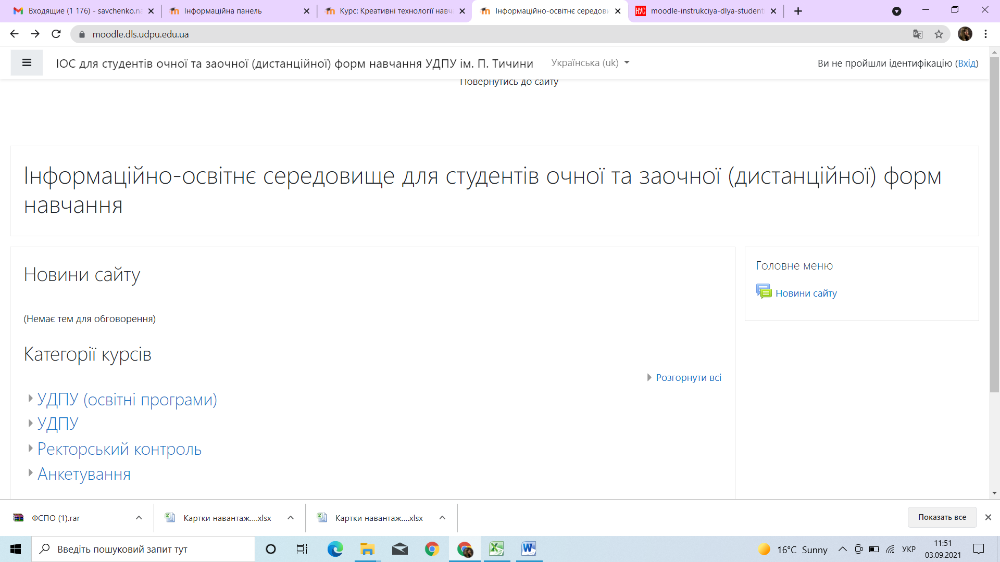 Входящие (1 176) - savchenko.na
Інформаційна панель
Курс: Креативні технології навч
Інформаційно-освітнє середови
moodle-instrukciya-dlya-student
moodle.dls.udpu.edu.ua
ІОС для студентів очної та заочної (дистанційної) форм навчання УДПУ ім. П. Тичини
Українська (uk)
Ви не пройшли ідентифікацію (Вхід)
Повернутись до сайту
Інформаційно-освітнє середовище для студентів очної та заочної (дистанційної) форм
навчання
Новини сайту
(Немає тем для обговорення)
Категорії курсів
Розгорнути всі
УДПУ (освітні програми)
УДПУ
Ректорський контроль
Анкетування
Головне меню
Новини сайту
ФСПО (1).rar
Картки навантаж....xlsx
Картки навантаж....xlsx
Показать все
Введіть пошуковий запит тут
16°C Sunny
УКР
11:51
03.09.2021